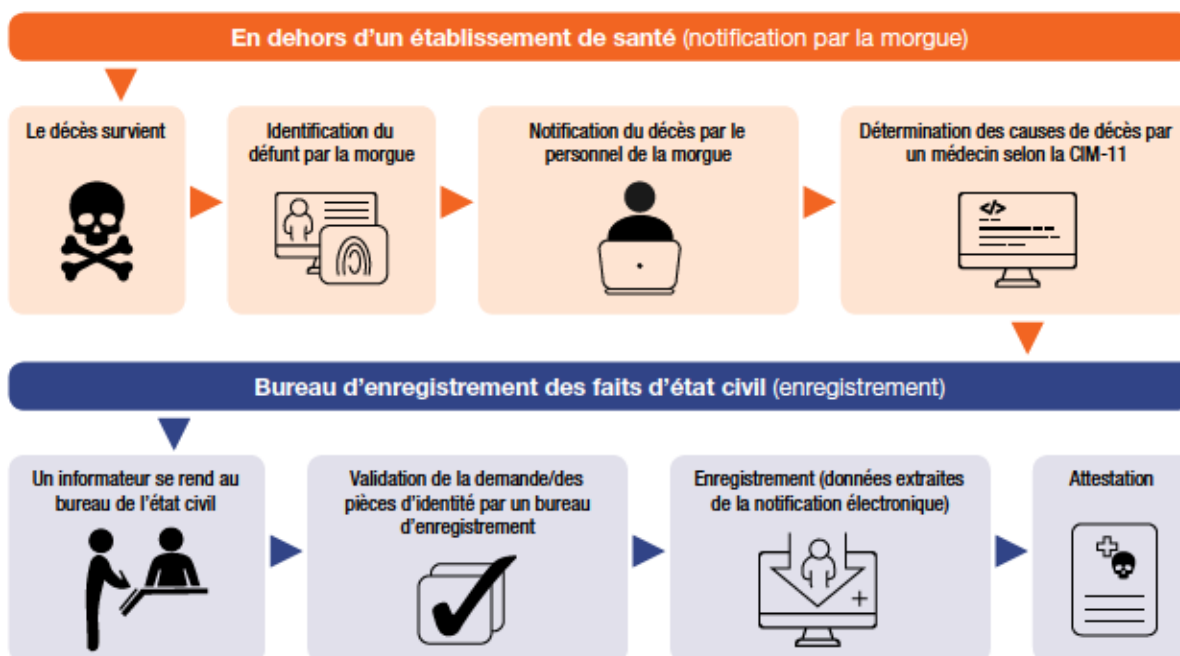 En dehors d'un établissement de santé (notification par la morgue)
Le décès survient
Identification du
défunt par la morgue
Notification du décès par le
personnel de la morgue
Détermination des causes de décès par
un médecin selon la CIM-11
</>
Bureau d'enregistrement des faits d'état civil (enregistrement)
Un informateur se rend au
bureau de l'état civil
Validation de la demande/des
pièces d'identité par un bureau
d'enregistrement
Enregistrement (données extraites
de la notification électronique)
Attestation